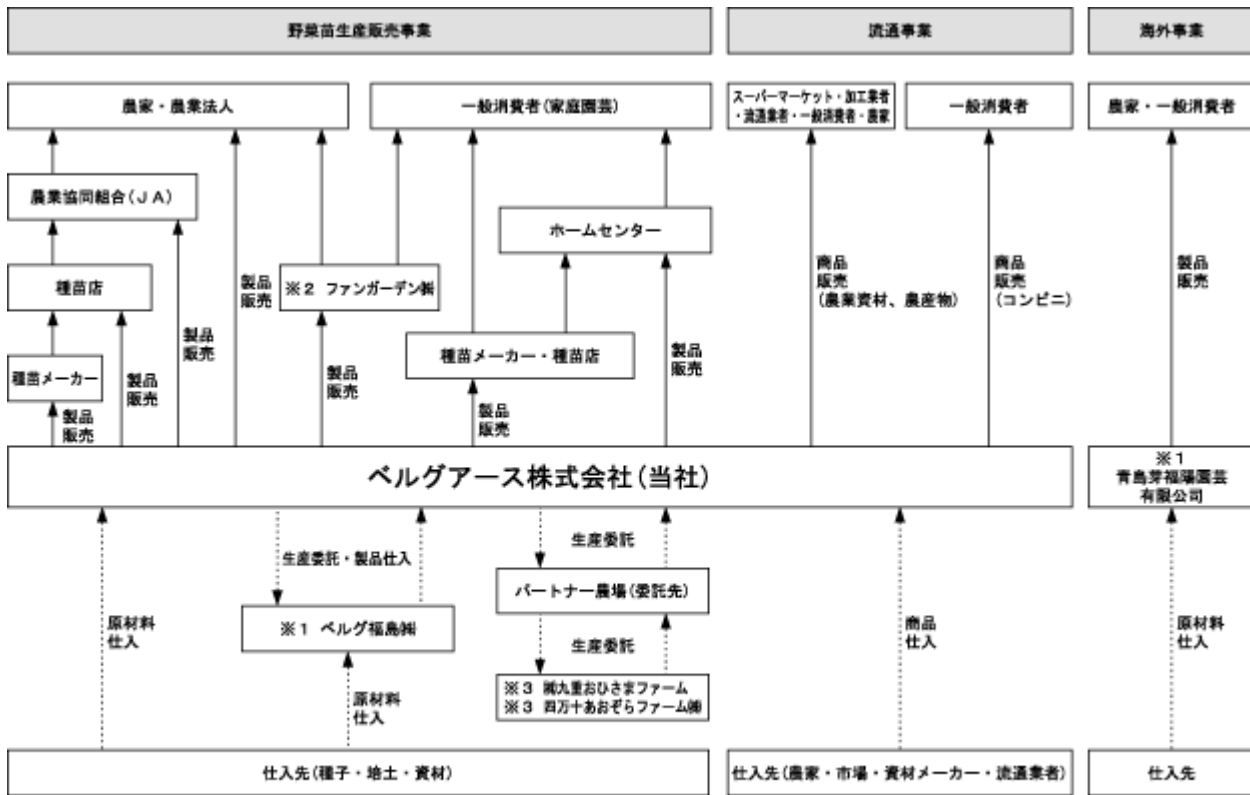 野菜苗生産販売事業
流通事業
海外事業
農家・農業法人
一般消費者(家庭園芸)
スーパーマーケット・加工業者
・流通業者・一般消費者・農家
一般消費者
農家・一般消費者
農業協同組合(ＪＡ)
ホームセンター
種苗店
※２ ファンガーデン㈱
種苗メーカー・種苗店
種苗メーカー
製品
販売
製品
販売
製品
販売
製品
販売
製品
販売
製品
販売
製品
販売
商品
販売
(農業資材、農産物)
商品
販売
(コンビニ)
製品
販売
ベルグアース株式会社(当社)
※１
青島芽福陽園芸
有限公司
原材料
仕入
生産委託・製品仕入
※１ ベルグ福島㈱
原材料
仕入
生産委託
パートナー農場(委託先)
生産委託
※３ ㈱九重おひさまファーム
※３ 四万十あおぞらファーム㈱
商品
仕入
原材料
仕入
仕入先(種子・培土・資材)
仕入先(農家・市場・資材メーカー・流通業者)
仕入先